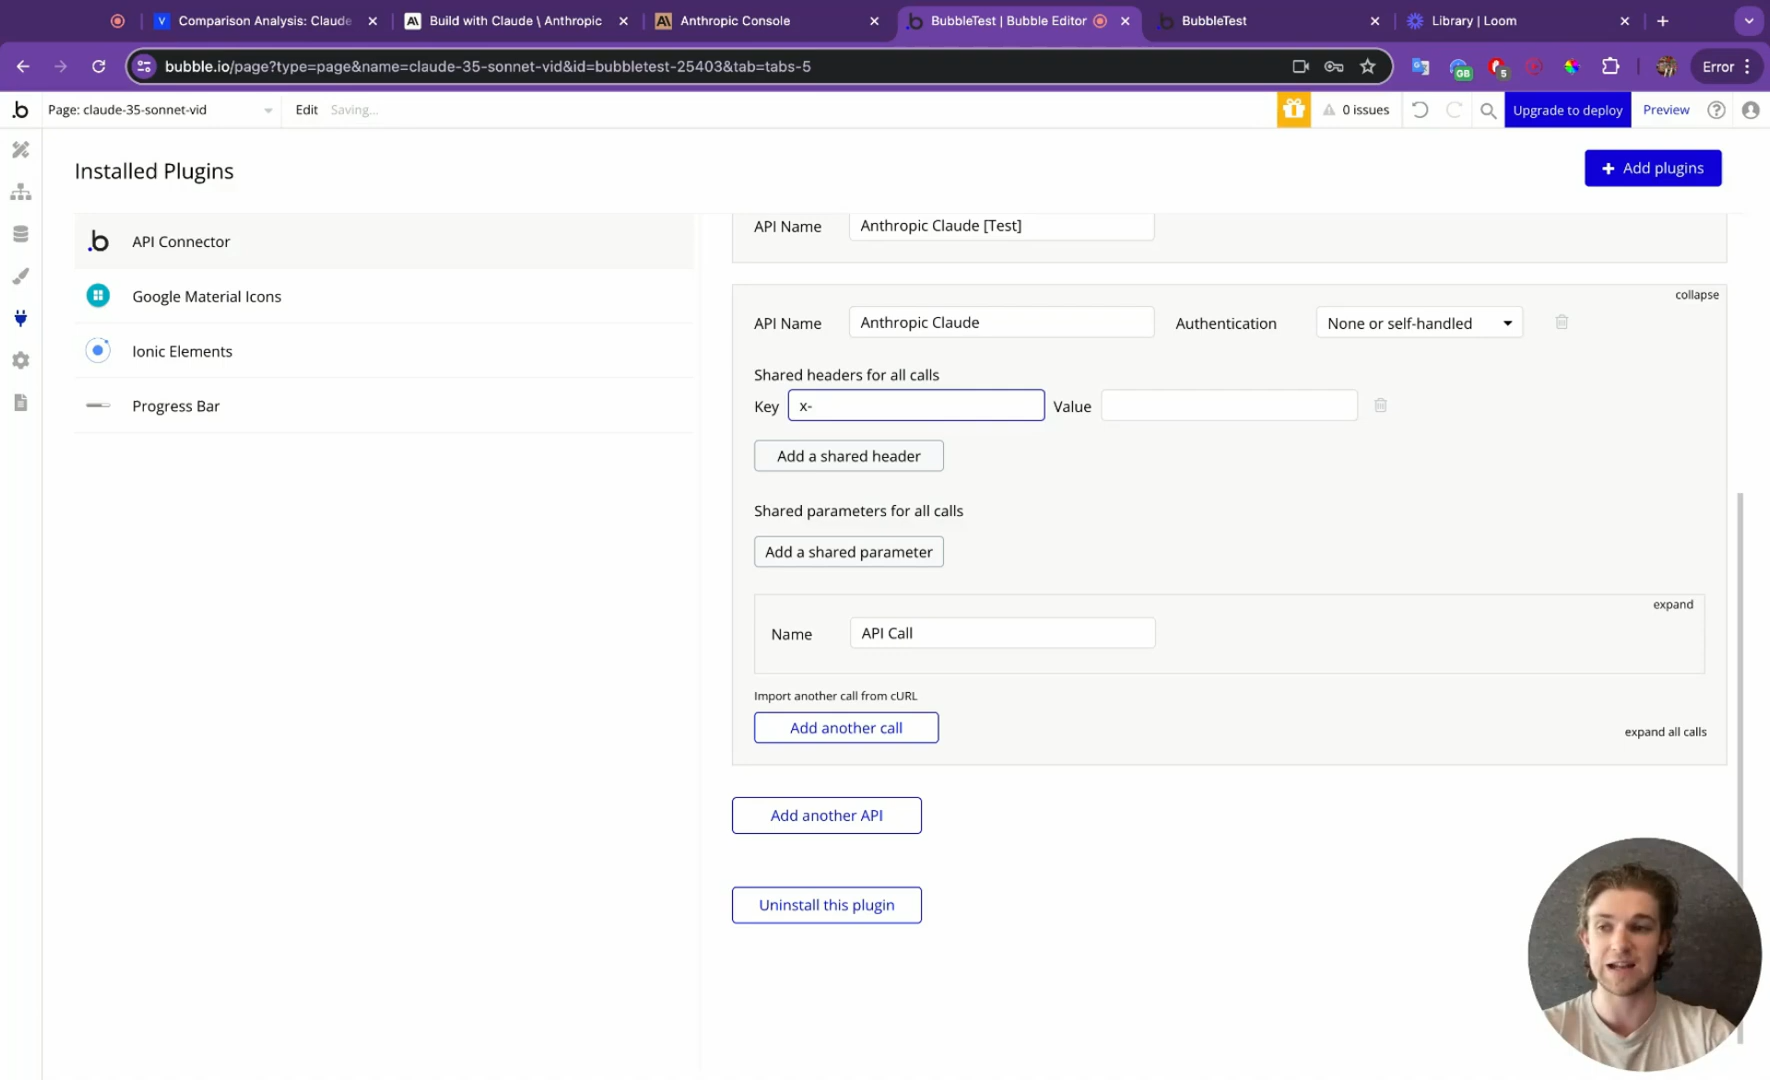 Comparison Analysis: Claude
Build with Claude \ Anthropic
Anthropic Console
BubbleTest | Bubble Editor
BubbleTest
Library | Loom
bubble.io/page?type=page&name=claude-35-sonnet-vid&id=bubbletest-25403&tab=tabs-5
GB
5
Error
Page: claude-35-sonnet-vid
Edit
Saving...
0 issues
Upgrade to deploy
Preview
Installed Plugins
Add plugins
API Connector
Google Material Icons
Ionic Elements
Progress Bar
API Name
Anthropic Claude [Test]
collapse
API Name
Anthropic Claude
Authentication
None or self-handled
Shared headers for all calls
Key
x-
Value
Add a shared header
Shared parameters for all calls
Add a shared parameter
expand
Name
API Call
Import another call from cURL
Add another call
expand all calls
Add another API
Uninstall this plugin